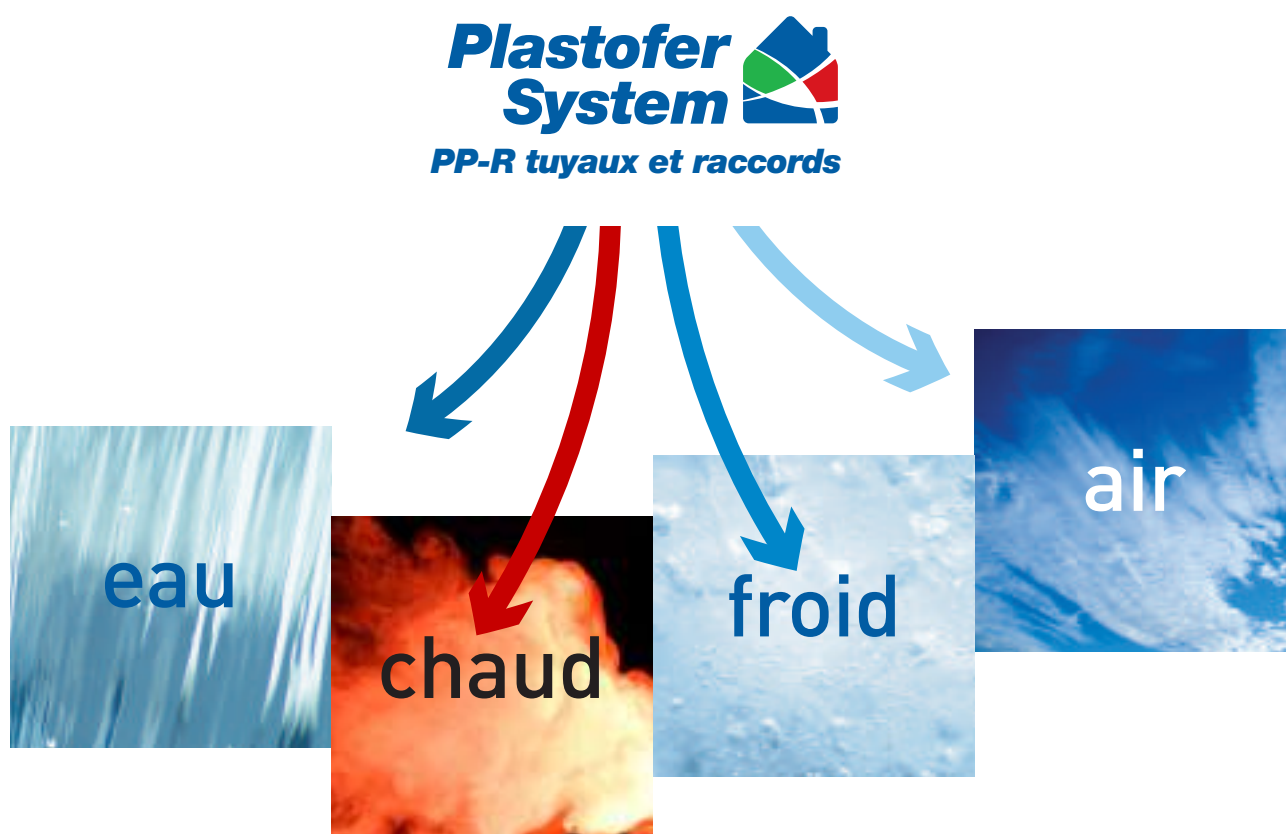 Plastofer
System
PP-R tuyaux et raccords
eau
chaud
froid
air